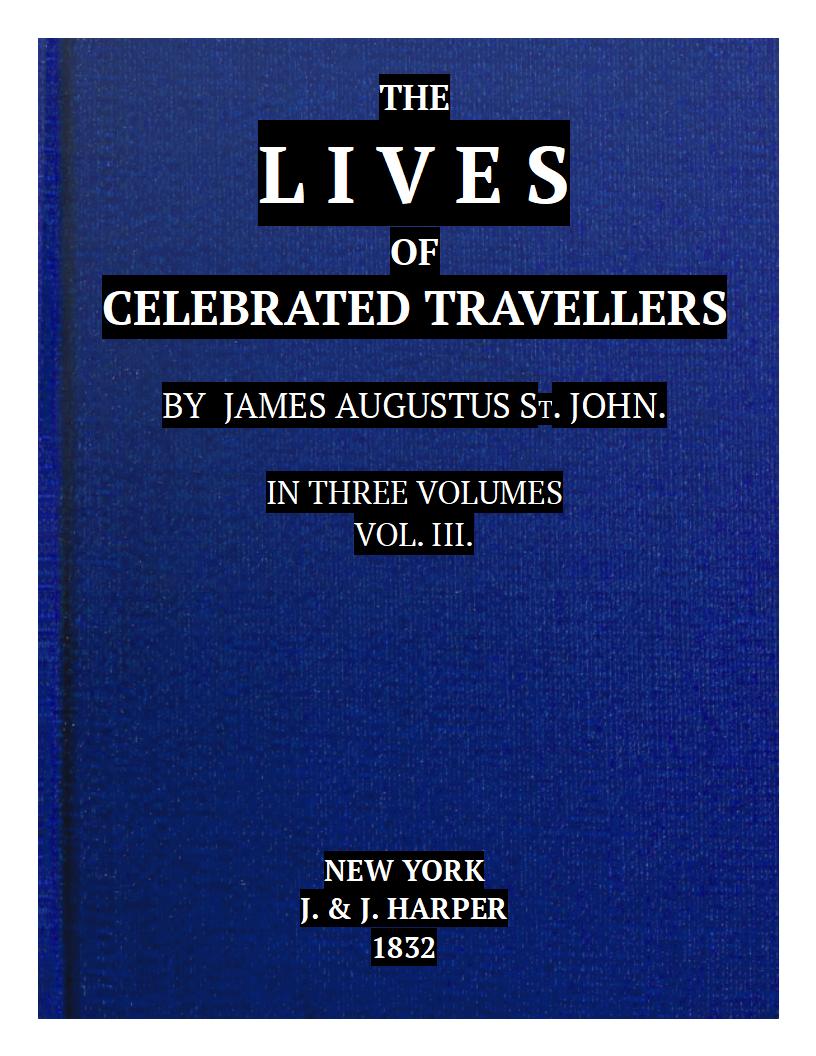 THE
LIVES
OF
CELEBRATED TRAVELLERS
BY JAMES AUGUSTUS ST. JOHN.
IN THREE VOLUMES
VOL. III.
NEW YORK
J. & J. HARPER
1832